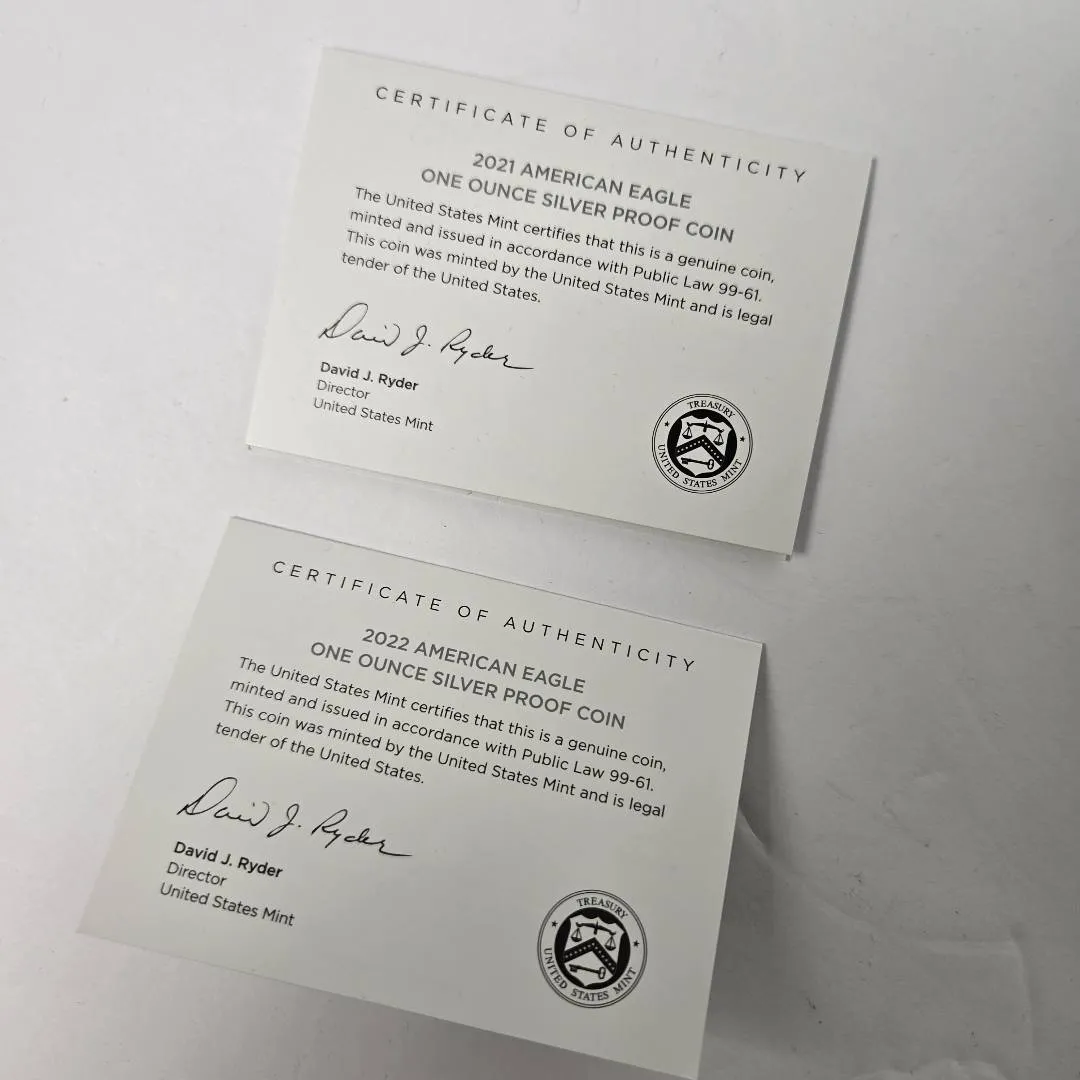 CERTIFICATE OF AUTHENTICITY
2021 AMERICAN EAGLE
ONE OUNCE SILVER PROOF COIN
The United States Mint certifies that this is a genuine coin,
minted and issued in accordance with Public Law 99-61.
This coin was minted by the United States Mint and is legal
tender of the United States.
David J. Ryder
David J. Ryder
Director
United States Mint
TREASURY
UNITED STATES MINT
CERTIFICATE OF AUTHENTICITY
2022 AMERICAN EAGLE
ONE OUNCE SILVER PROOF COIN
The United States Mint certifies that this is a genuine coin,
minted and issued in accordance with Public Law 99-61.
This coin was minted by the United States Mint and is legal
tender of the United States.
David J. Ryder
David J. Ryder
Director
United States Mint
TREASURY
UNITED STATES MINT